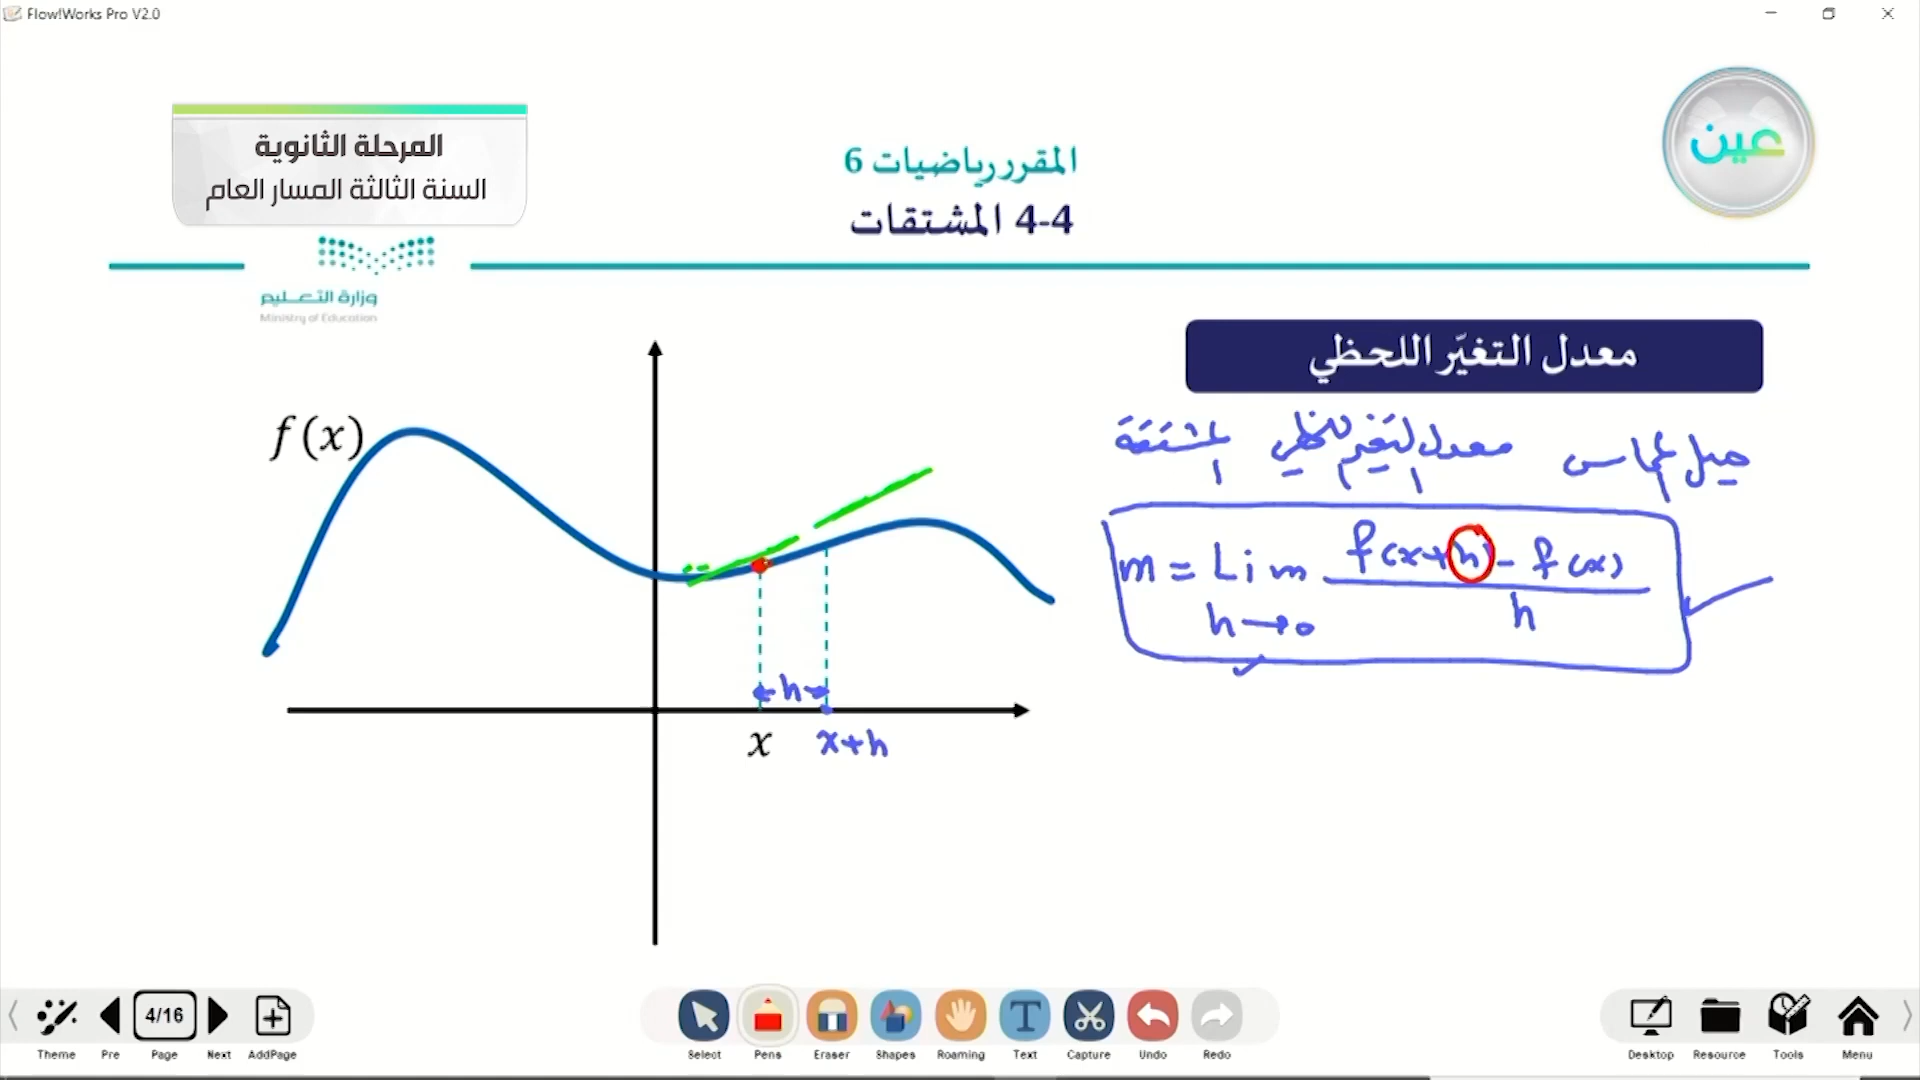 Flow!Works Pro V2.0
المرحلة الثانوية
السنة الثالثة المسار العام
المقرر رياضيات 6
4-4 المشتقات
عين
وزارة التعليم
Ministry of Education
معدل التغيّر اللحظي
ميل المماس معدل التغير اللحظي المشتقة
m = Lim f(x+h) - f(x)
h→0 h
f(x)
h
x x+h
4/16
Theme Pre Page Next AddPage Select Pens Eraser Shapes Roaming Text Capture Undo Redo Desktop Resource Tools Menu